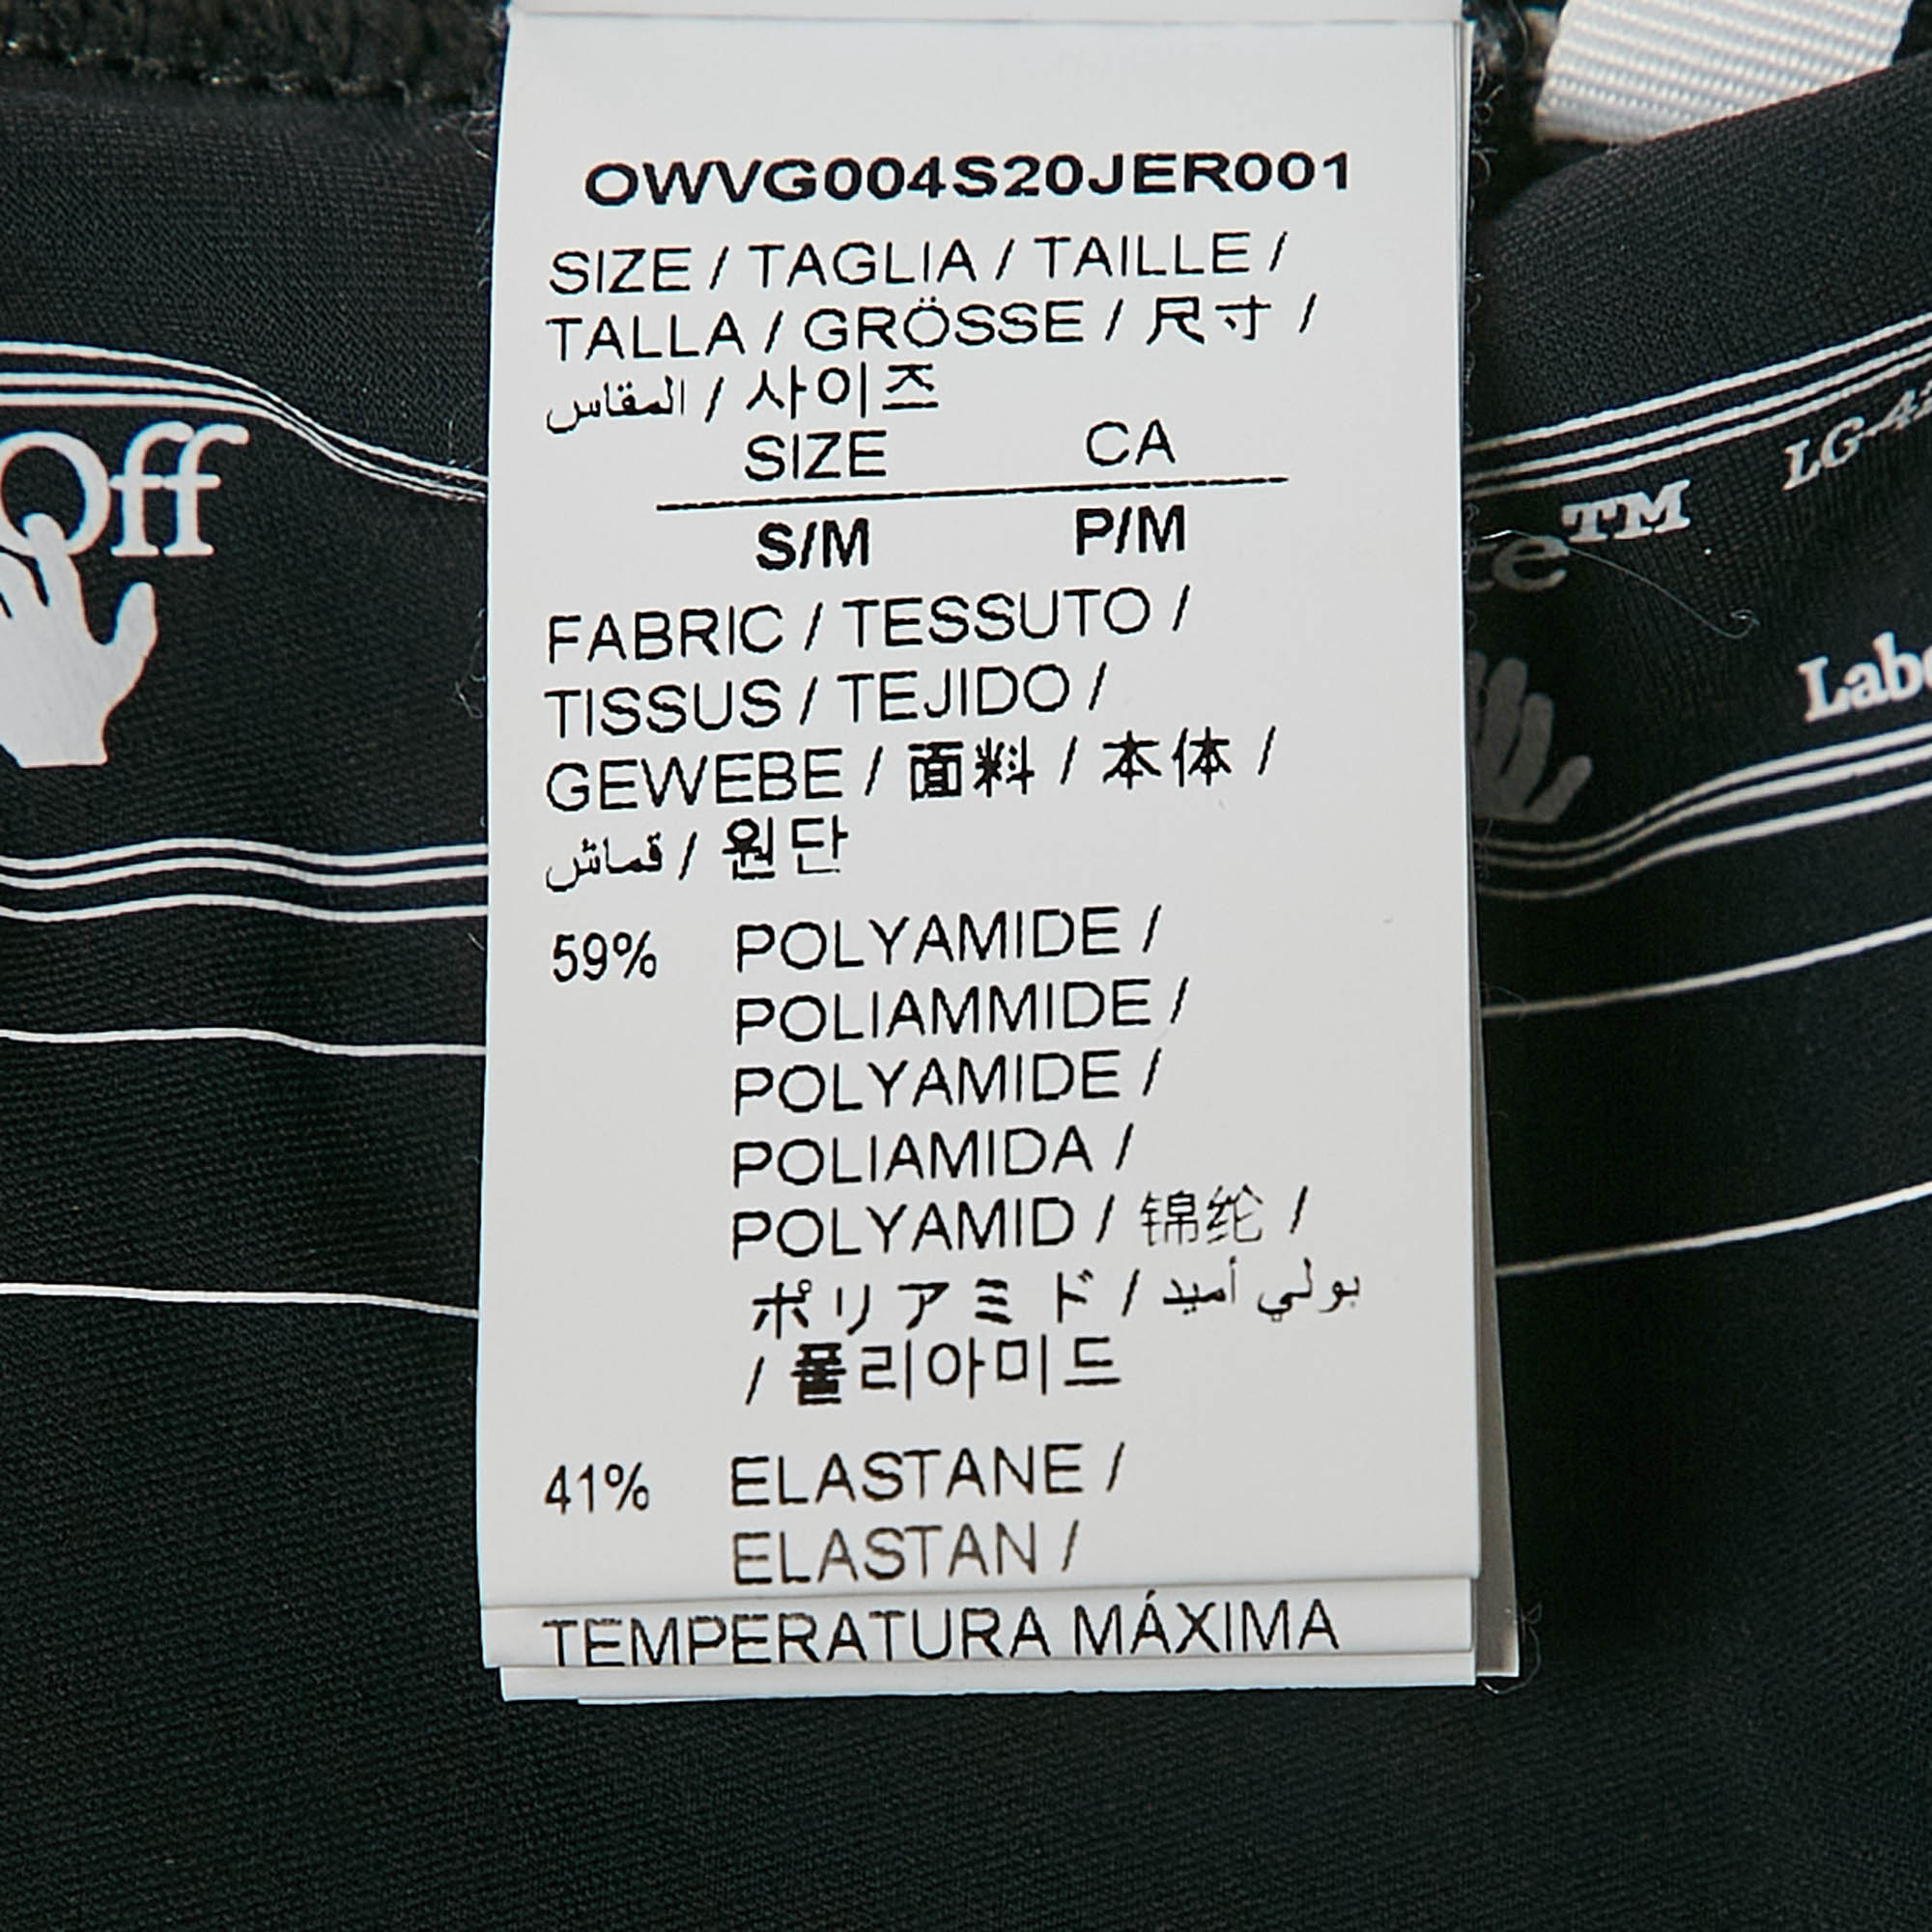 OWVG004S20JER001
SIZE / TAGLIA / TAILLE /
TALLA / GRÖSSE / 尺寸 /
المقاس / 사이즈
SIZE CA
S/M P/M
FABRIC / TESSUTO /
TISSUS / TEJIDO /
GEWEBE / 面料 / 本体 /
قماش / 원단
59% POLYAMIDE /
POLIAMMIDE /
POLYAMIDE /
POLIAMIDA /
POLYAMID / 锦纶 /
ポリアミド / بولي أميد
/ 폴리아미드
41% ELASTANE /
ELASTAN /
TEMPERATURA MÁXIMA
Off
TM